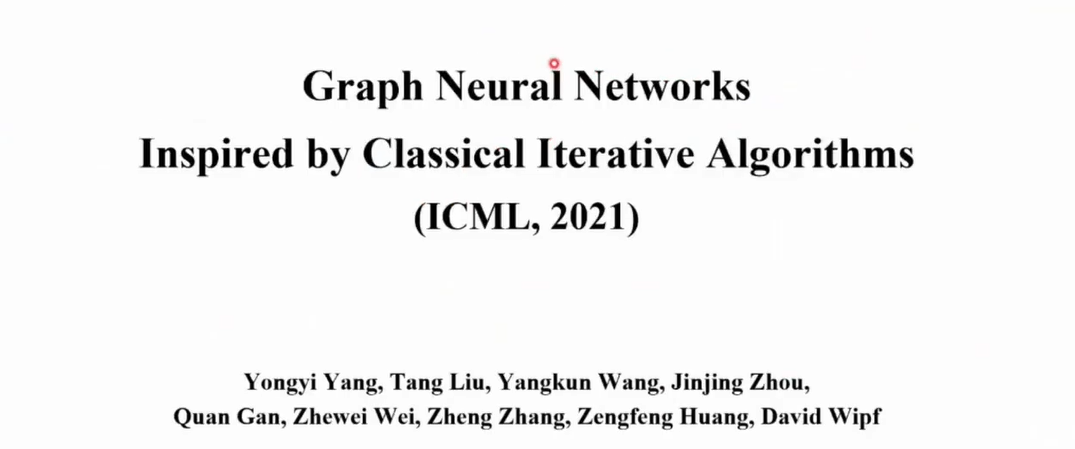 Graph Neural Networks
Inspired by Classical Iterative Algorithms
(ICML, 2021)
Yongyi Yang, Tang Liu, Yangkun Wang, Jinjing Zhou,
Quan Gan, Zhewei Wei, Zheng Zhang, Zengfeng Huang, David Wipf